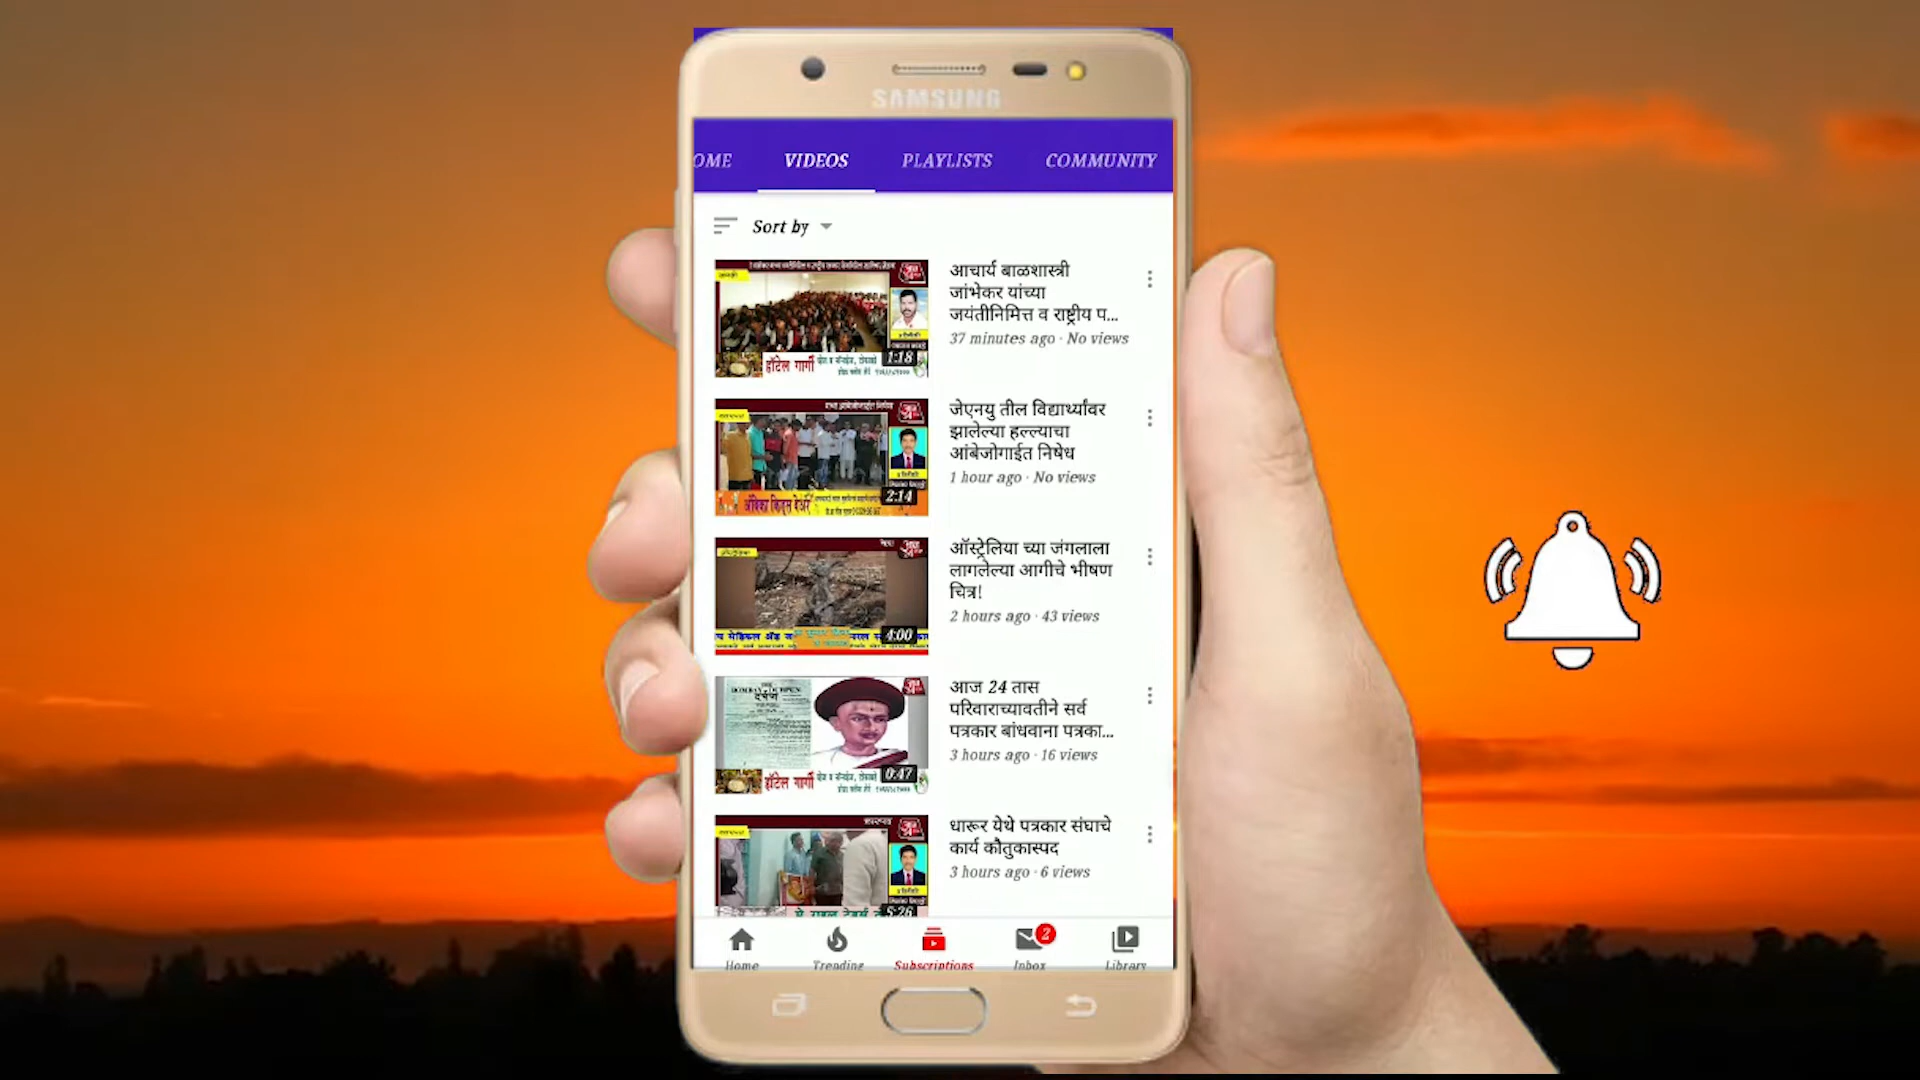 SAMSUNG
OME VIDEOS PLAYLISTS COMMUNITY
Sort by
आचार्य बाळशास्त्री
जांभेकर यांच्या
जयंतीनिमित्त व राष्ट्रीय प...
37 minutes ago · No views
हॉटेल गार्गी
1:18
जेएनयु तील विद्यार्थ्यांवर
झालेल्या हल्ल्याचा
आंबेजोगाईत निषेध
1 hour ago · No views
2:14
ऑस्ट्रेलिया च्या जंगलाला
लागलेल्या आगीचे भीषण
चित्र!
2 hours ago · 43 views
4:00
आज 24 तास
परिवाराच्यावतीने सर्व
पत्रकार बांधवाना पत्रका...
3 hours ago · 16 views
हॉटेल गार्गी
0:47
धारूर येथे पत्रकार संघाचे
कार्य कौतुकास्पद
3 hours ago · 6 views
5:26
2
Home Trending Subscriptions Inbox Library